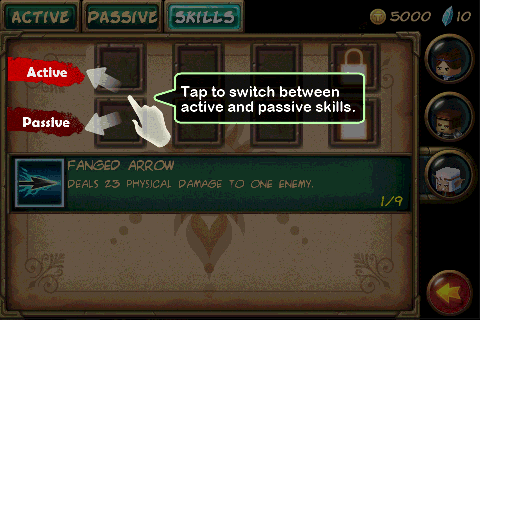 ACTIVE PASSIVE SKILLS 5000 10
Active
Tap to switch between
active and passive skills.
Passive
FANGED ARROW
DEALS 23 PHYSICAL DAMAGE TO ONE ENEMY.
1/9